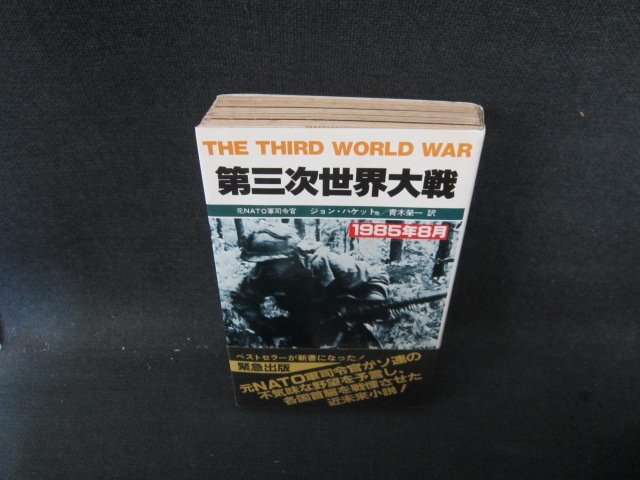 THE THIRD WORLD WAR
第三次世界大戦
元NATO軍司令官 ジョン・ハケット他/青木榮一 訳
1985年8月
ベストセラーが新書になった!
緊急出版
元NATO軍司令官がソ連の
不気味な野望を予言し、
各国首脳を戦慄させた
近未来小説!